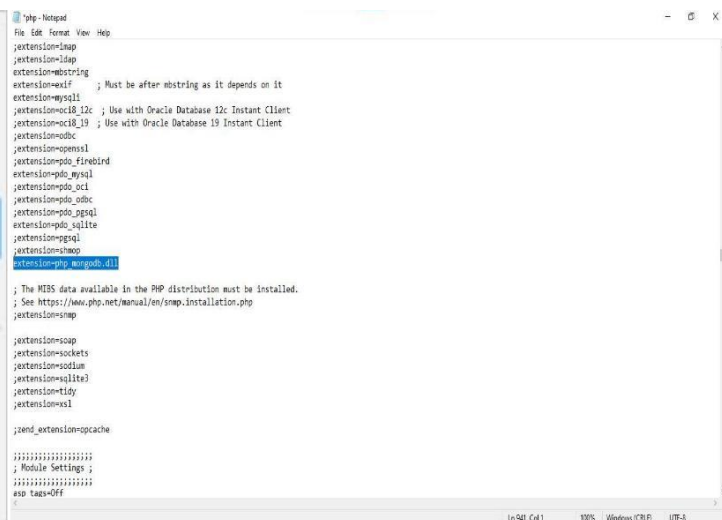 *php - Notepad
File Edit Format View Help
;extension=imap
;extension=ldap
extension=mbstring
extension=exif ; Must be after mbstring as it depends on it
extension=mysqli
;extension=oci8_12c ; Use with Oracle Database 12c Instant Client
;extension=oci8_19 ; Use with Oracle Database 19 Instant Client
;extension=odbc
;extension=openssl
;extension=pdo_firebird
extension=pdo_mysql
;extension=pdo_oci
;extension=pdo_odbc
;extension=pdo_pgsql
extension=pdo_sqlite
;extension=pgsql
;extension=shmop
extension=php_mongodb.dll
; The MIBS data available in the PHP distribution must be installed.
; See https://www.php.net/manual/en/snmp.installation.php
;extension=snmp
;extension=soap
;extension=sockets
;extension=sodium
;extension=sqlite3
;extension=tidy
;extension=xsl
;zend_extension=opcache
;;;;;;;;;;;;;;;;;;;
; Module Settings ;
;;;;;;;;;;;;;;;;;;;
asp_tags=Off
Ln 941, Col 1 100% Windows (CRLF) UTF-8